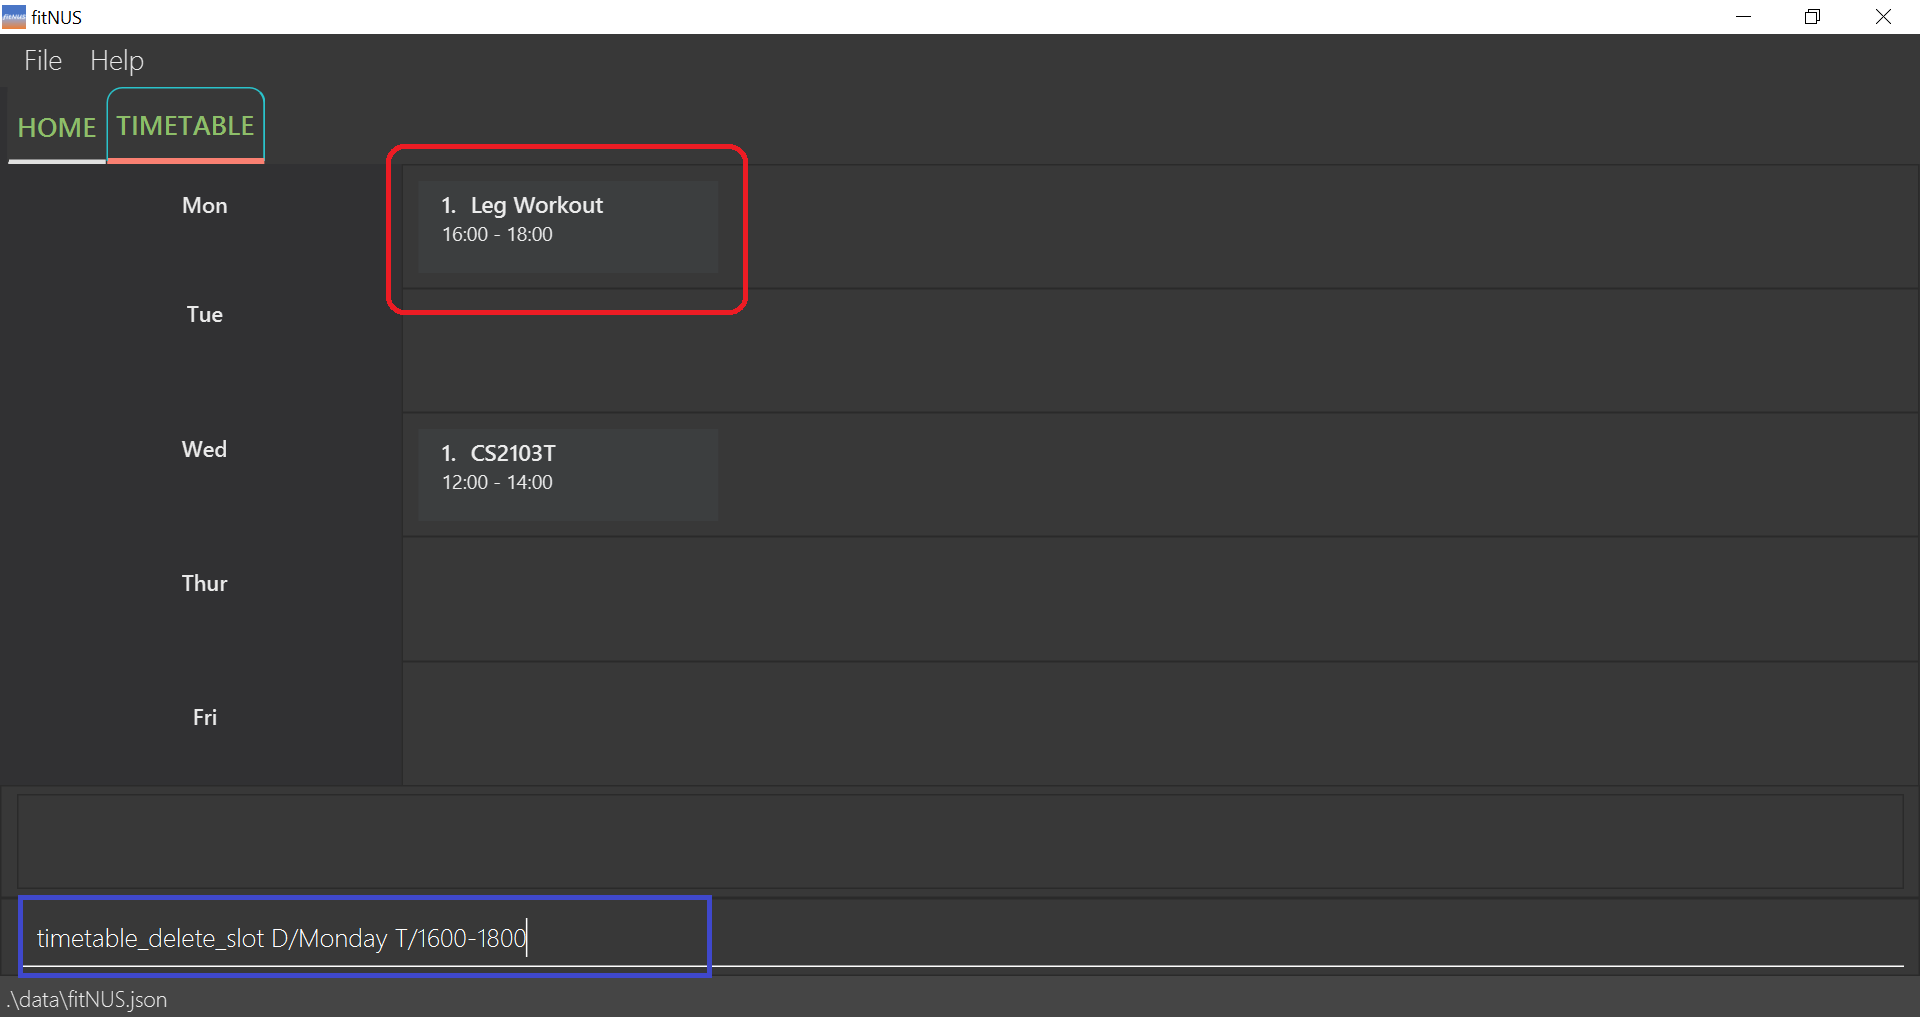 fitNUS
File Help
HOME TIMETABLE
Mon
1. Leg Workout
16:00 - 18:00
Tue
Wed
1. CS2103T
12:00 - 14:00
Thur
Fri
timetable_delete_slot D/Monday T/1600-1800
.\data\fitNUS.json